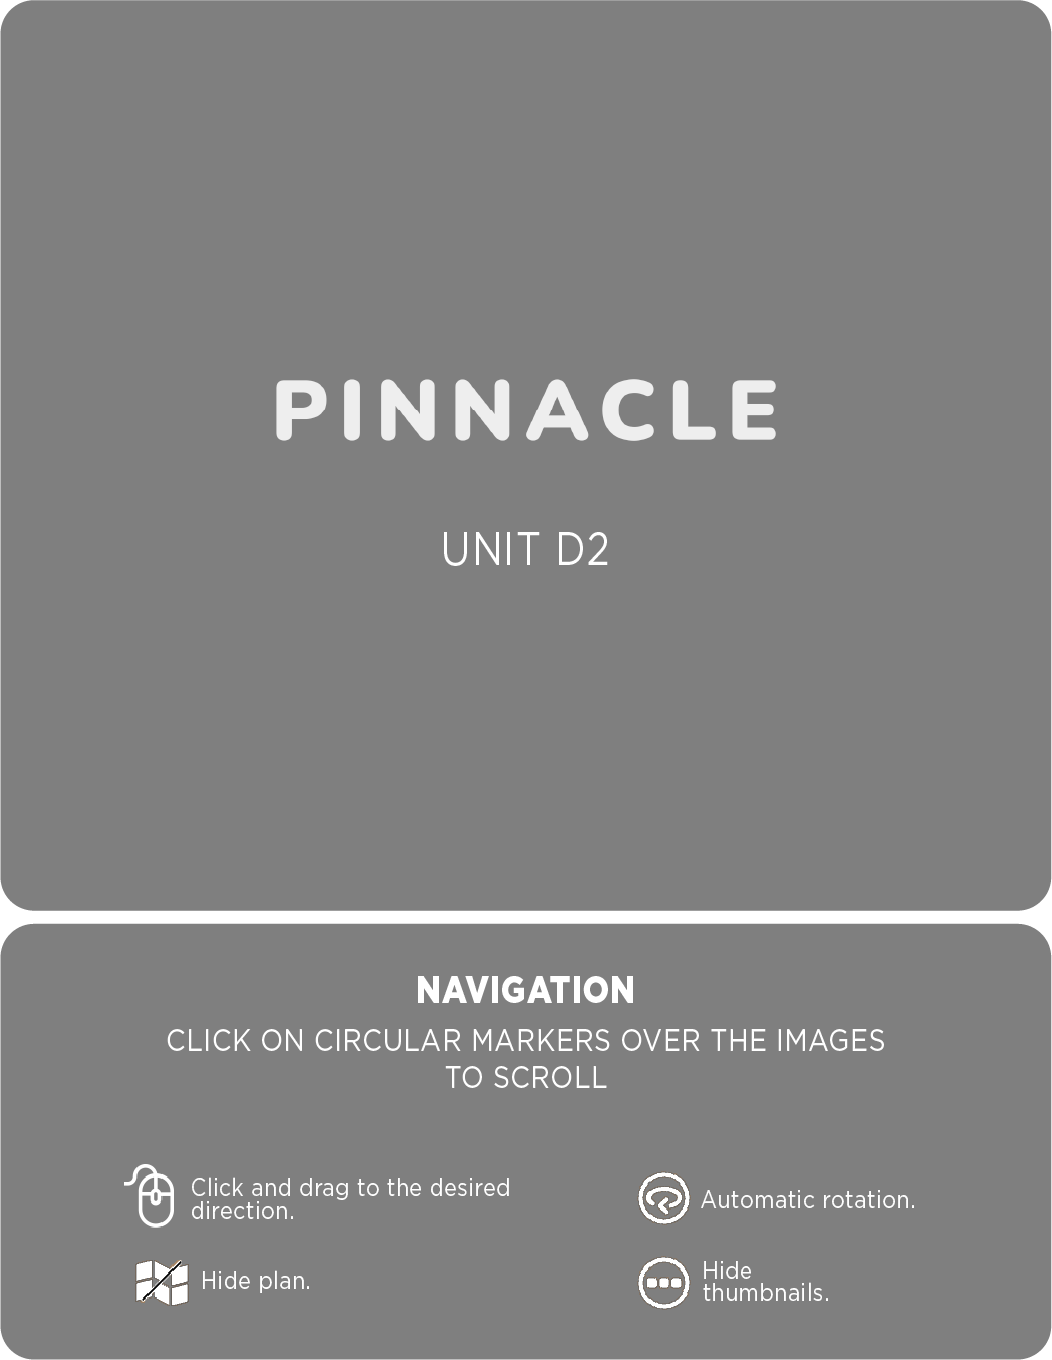 PINNACLE
UNIT D2
NAVIGATION
CLICK ON CIRCULAR MARKERS OVER THE IMAGES
TO SCROLL
Click and drag to the desired
direction.
Automatic rotation.
Hide plan.
Hide
thumbnails.